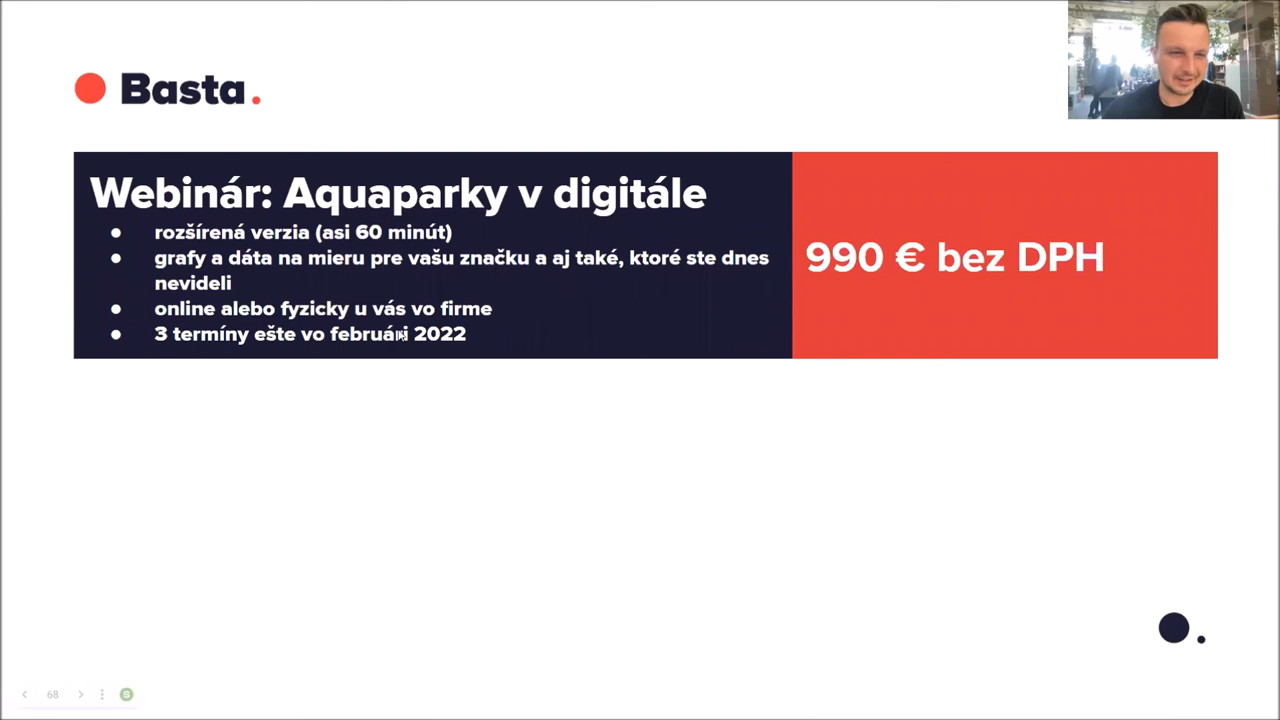 Basta.
Webinár: Aquaparky v digitále
● rozšírená verzia (asi 60 minút)
● grafy a dáta na mieru pre vašu značku a aj také, ktoré ste dnes
nevideli
● online alebo fyzicky u vás vo firme
● 3 termíny ešte vo februári 2022
990 € bez DPH
68
S